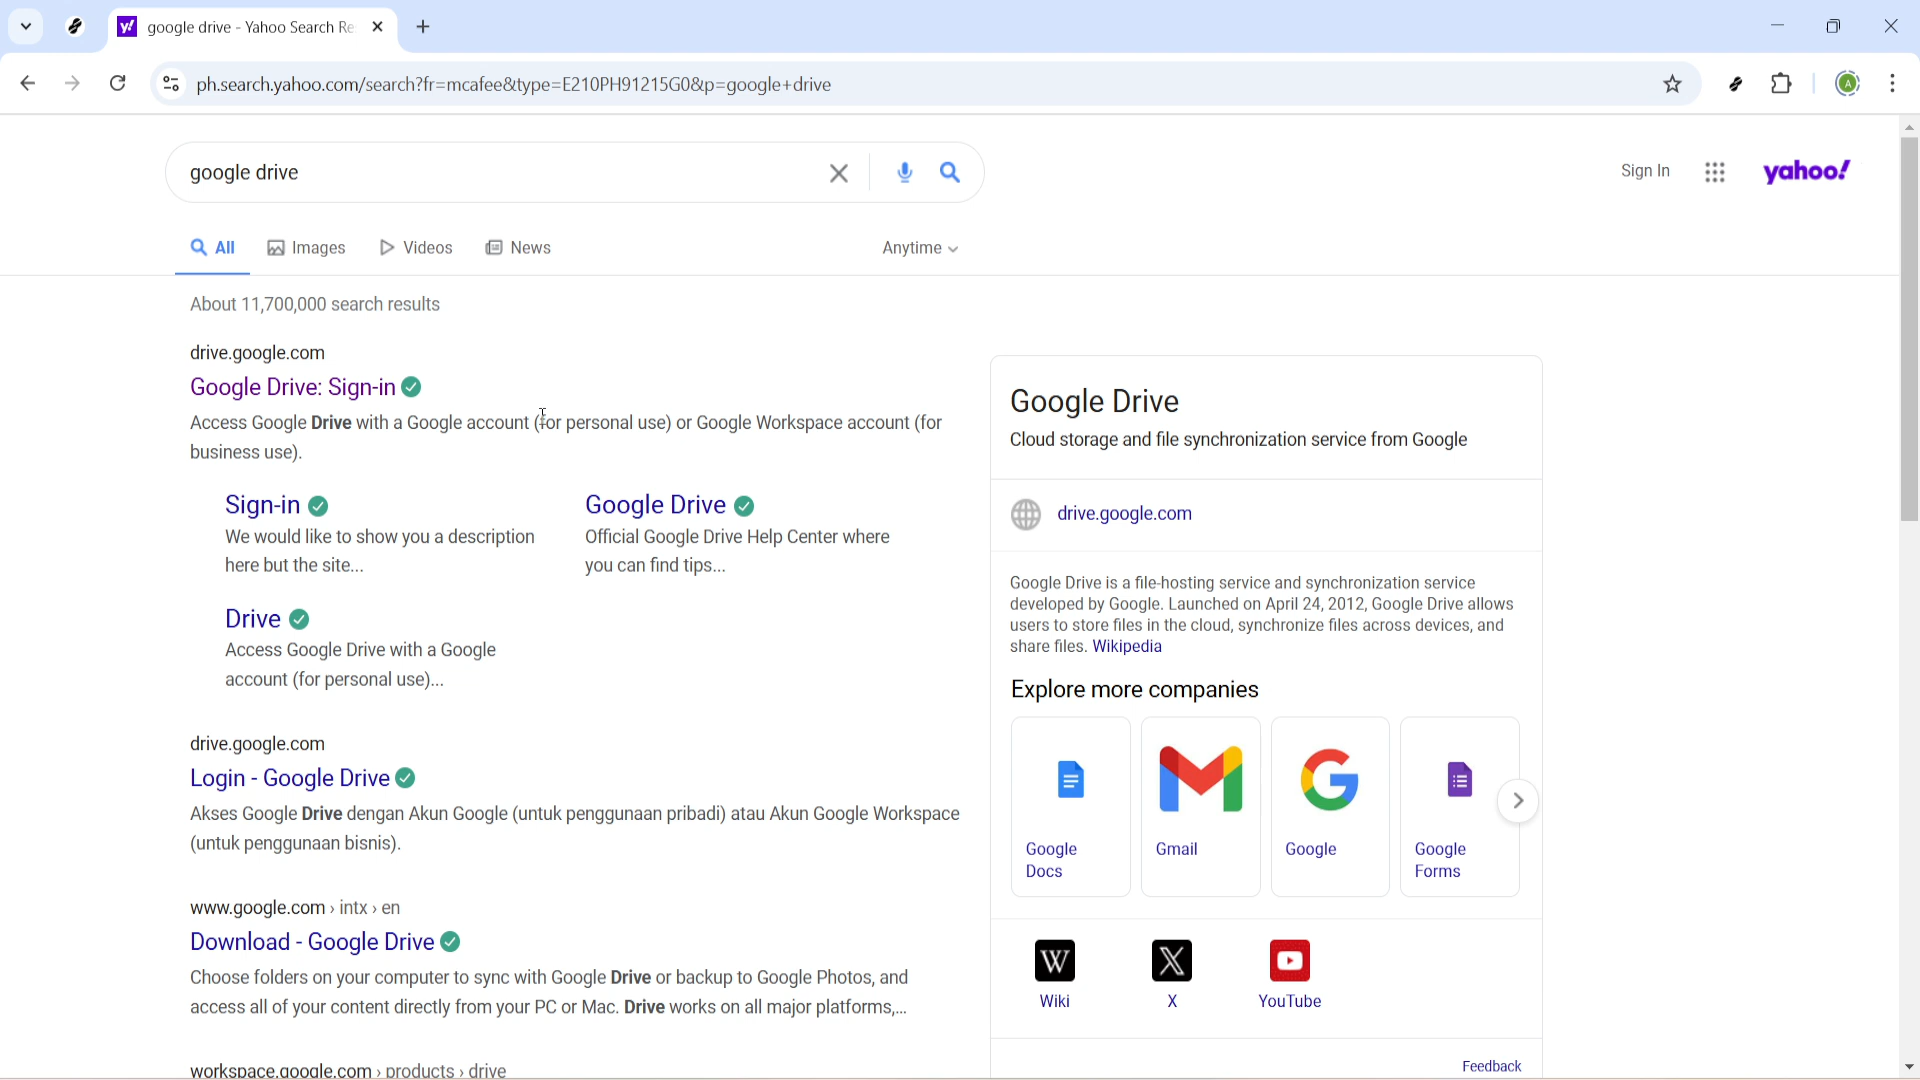 google drive - Yahoo Search Re
ph.search.yahoo.com/search?fr=mcafee&type=E210PH91215G0&p=google+drive
A
google drive
Sign In
yahoo!
All
Images
Videos
News
Anytime
About 11,700,000 search results
drive.google.com
Google Drive: Sign-in
Access Google Drive with a Google account (for personal use) or Google Workspace account (for
business use).
Sign-in
We would like to show you a description
here but the site...
Google Drive
Official Google Drive Help Center where
you can find tips...
Drive
Access Google Drive with a Google
account (for personal use)...
drive.google.com
Login - Google Drive
Akses Google Drive dengan Akun Google (untuk penggunaan pribadi) atau Akun Google Workspace
(untuk penggunaan bisnis).
www.google.com › intx › en
Download - Google Drive
Choose folders on your computer to sync with Google Drive or backup to Google Photos, and
access all of your content directly from your PC or Mac. Drive works on all major platforms,...
workspace.google.com › products › drive
Google Drive
Cloud storage and file synchronization service from Google
drive.google.com
Google Drive is a file-hosting service and synchronization service
developed by Google. Launched on April 24, 2012, Google Drive allows
users to store files in the cloud, synchronize files across devices, and
share files. Wikipedia
Explore more companies
Google
Docs
Gmail
Google
Google
Forms
W
Wiki
X
YouTube
Feedback